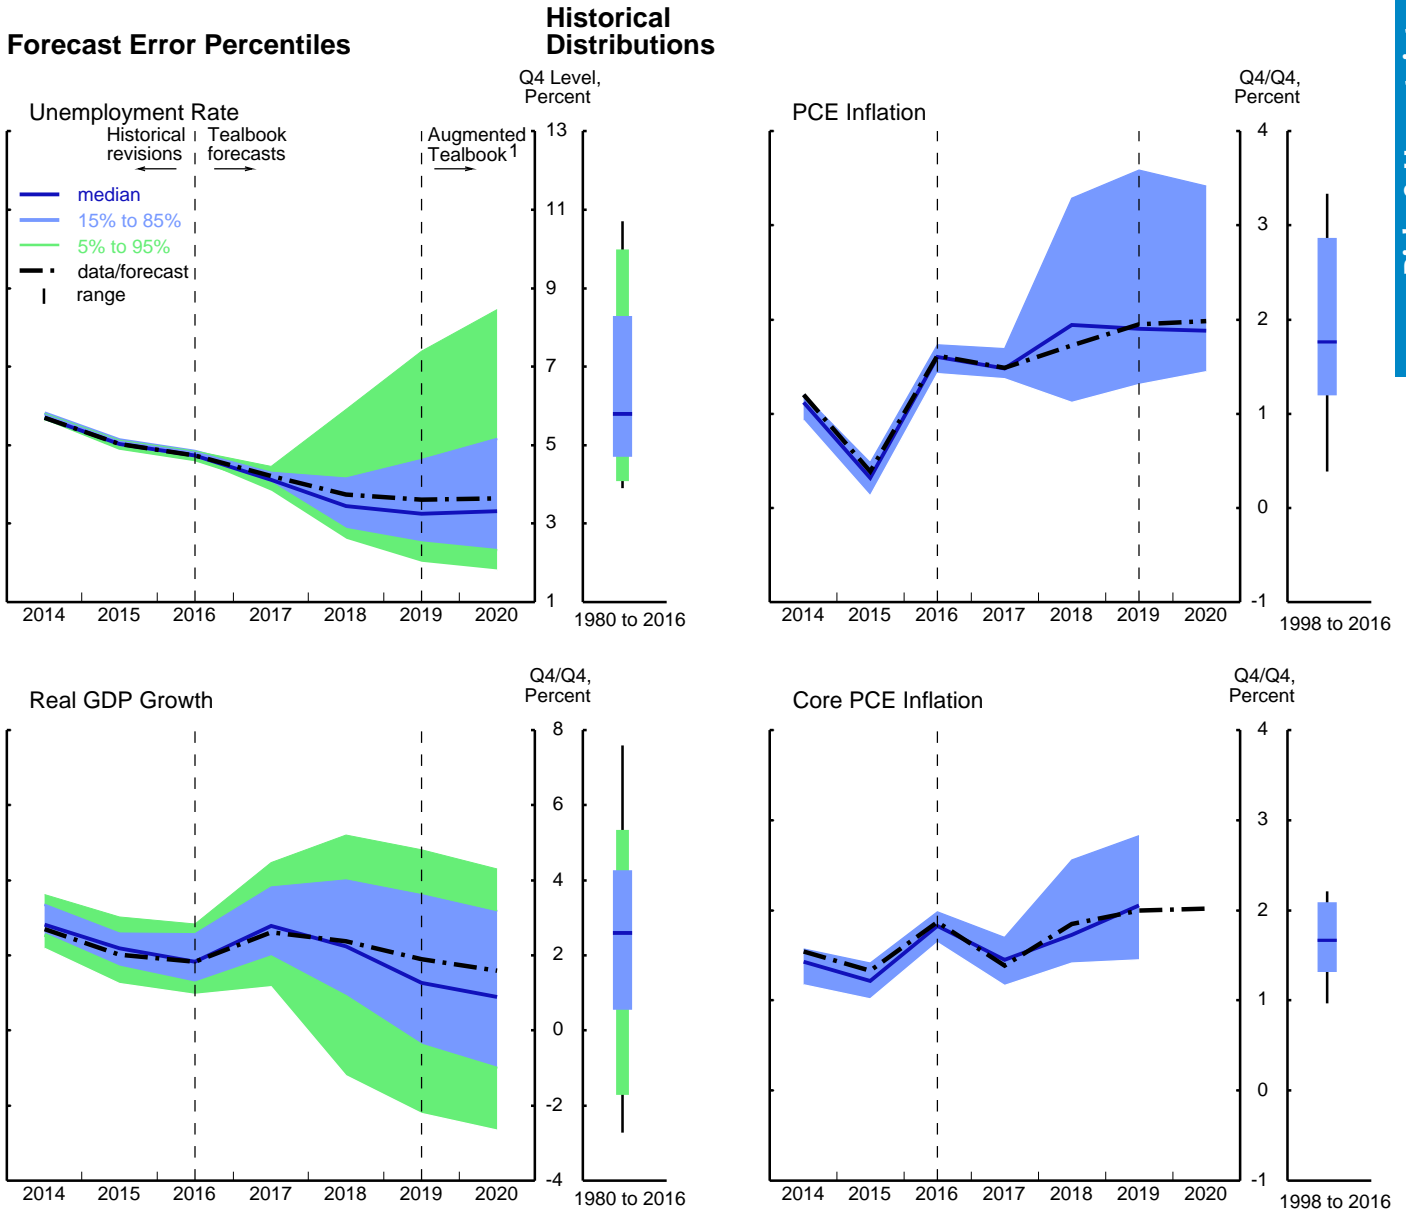 Forecast Error Percentiles
Historical
Distributions
Unemployment Rate
Q4 Level,
Percent
Historical
revisions
Tealbook
forecasts
Augmented
Tealbook1
median
15% to 85%
5% to 95%
data/forecast
range
13
11
9
7
5
3
1
2014 2015 2016 2017 2018 2019 2020
1980 to 2016
PCE Inflation
Q4/Q4,
Percent
4
3
2
1
0
-1
2014 2015 2016 2017 2018 2019 2020
1998 to 2016
Real GDP Growth
Q4/Q4,
Percent
8
6
4
2
0
-2
-4
2014 2015 2016 2017 2018 2019 2020
1980 to 2016
Core PCE Inflation
Q4/Q4,
Percent
4
3
2
1
0
-1
2014 2015 2016 2017 2018 2019 2020
1998 to 2016